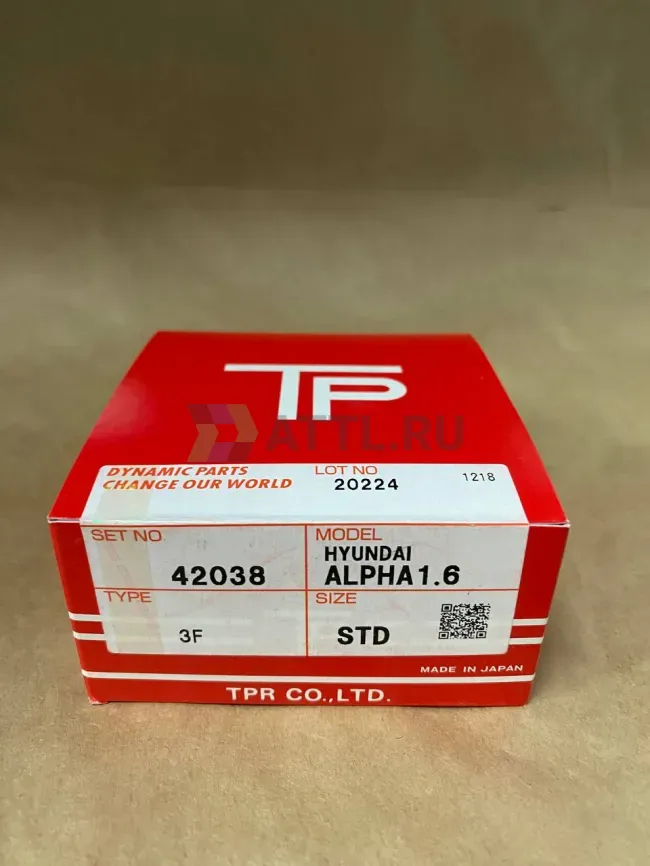 TP
ATTL.RU
DYNAMIC PARTS
CHANGE OUR WORLD
LOT NO
20224
1218
SET NO.
42038
MODEL
HYUNDAI
ALPHA1.6
TYPE
3F
SIZE
STD
MADE IN JAPAN
TPR CO.,LTD.